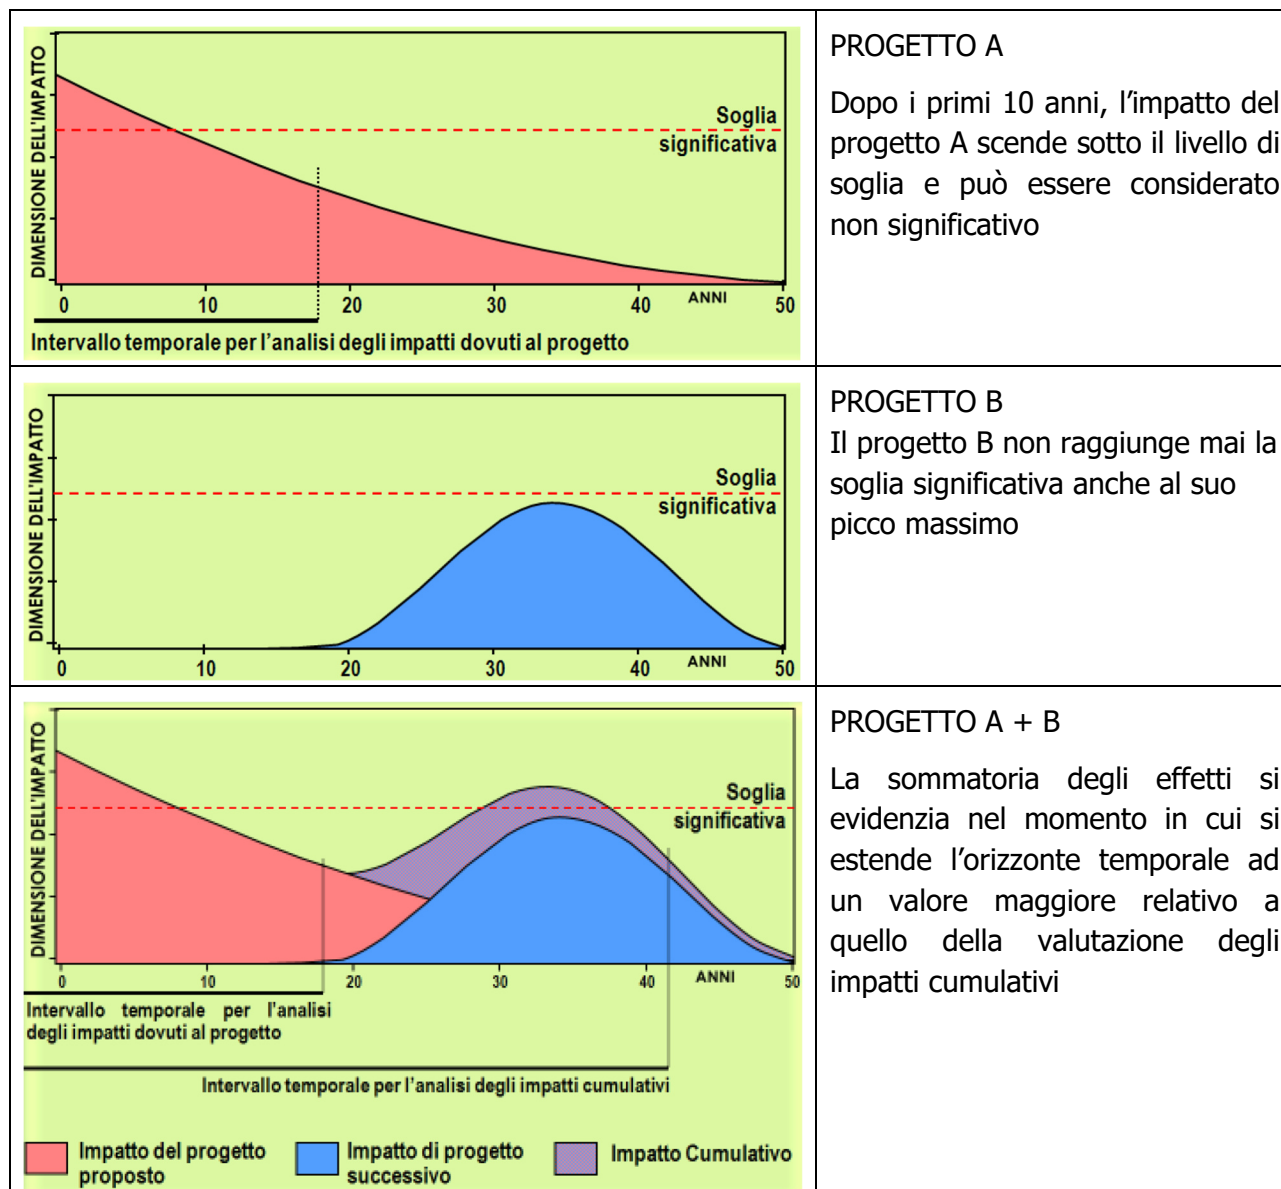 DIMENSIONE DELL'IMPATTO
Soglia
significativa
0 10 20 30 40 ANNI 50
Intervallo temporale per l'analisi degli impatti dovuti al progetto
PROGETTO A
Dopo i primi 10 anni, l'impatto del
progetto A scende sotto il livello di
soglia e può essere considerato
non significativo
DIMENSIONE DELL'IMPATTO
Soglia
significativa
0 10 20 30 40 ANNI 50
PROGETTO B
Il progetto B non raggiunge mai la
soglia significativa anche al suo
picco massimo
DIMENSIONE DELL'IMPATTO
Soglia
significativa
0 10 20 30 40 ANNI 50
Intervallo temporale per l'analisi
degli impatti dovuti al progetto
Intervallo temporale per l'analisi degli impatti cumulativi
Impatto del progetto
proposto
Impatto di progetto
successivo
Impatto Cumulativo
PROGETTO A + B
La sommatoria degli effetti si
evidenzia nel momento in cui si
estende l'orizzonte temporale ad
un valore maggiore relativo a
quello della valutazione degli
impatti cumulativi